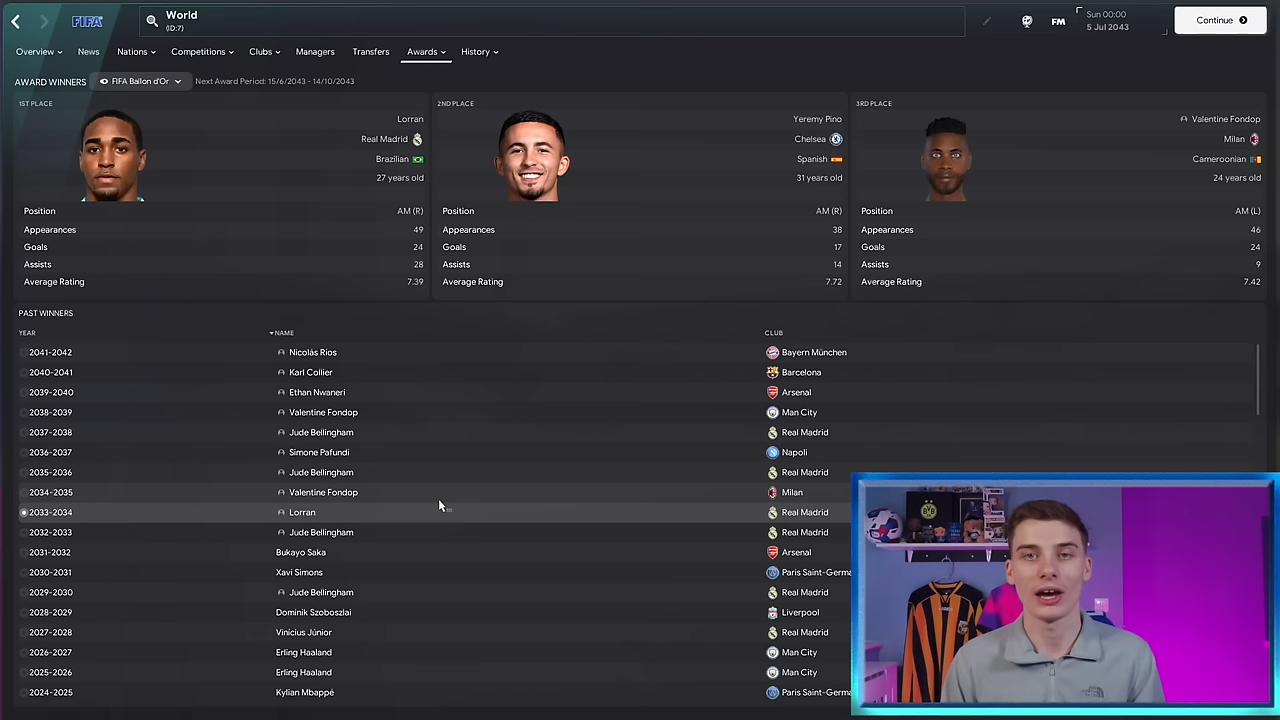 FIFA
World
(ID:7)
FM
Sun 00:00
5 Jul 2043
Continue
Overview
News
Nations
Competitions
Clubs
Managers
Transfers
Awards
History
AWARD WINNERS
FIFA Ballon d'Or
Next Award Period: 15/6/2043 - 14/10/2043
1ST PLACE
Lorran
Real Madrid
Brazilian
27 years old
Position AM (R)
Appearances 49
Goals 24
Assists 28
Average Rating 7.39
2ND PLACE
Yeremy Pino
Chelsea
Spanish
31 years old
Position AM (R)
Appearances 38
Goals 17
Assists 14
Average Rating 7.72
3RD PLACE
Valentine Fondop
Milan
Cameroonian
24 years old
Position AM (L)
Appearances 46
Goals 24
Assists 9
Average Rating 7.42
PAST WINNERS
YEAR NAME CLUB
2041-2042 Nicolás Rios Bayern München
2040-2041 Karl Collier Barcelona
2039-2040 Ethan Nwaneri Arsenal
2038-2039 Valentine Fondop Man City
2037-2038 Jude Bellingham Real Madrid
2036-2037 Simone Pafundi Napoli
2035-2036 Jude Bellingham Real Madrid
2034-2035 Valentine Fondop Milan
2033-2034 Lorran Real Madrid
2032-2033 Jude Bellingham Real Madrid
2031-2032 Bukayo Saka Arsenal
2030-2031 Xavi Simons Paris Saint-Germa
2029-2030 Jude Bellingham Real Madrid
2028-2029 Dominik Szoboszlai Liverpool
2027-2028 Vinícius Júnior Real Madrid
2026-2027 Erling Haaland Man City
2025-2026 Erling Haaland Man City
2024-2025 Kylian Mbappé Paris Saint-Germa
BVB
09